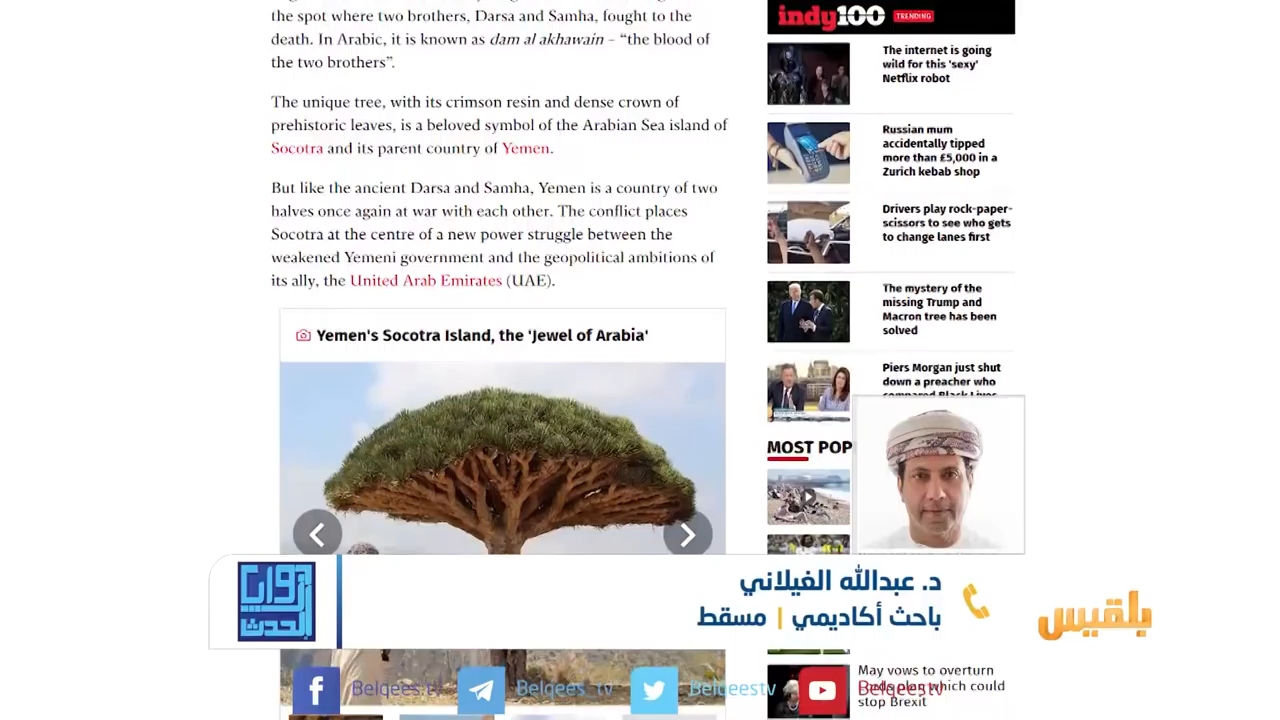 the spot where two brothers, Darsa and Samha, fought to the
death. In Arabic, it is known as dam al akhawain – “the blood of
the two brothers”.
The unique tree, with its crimson resin and dense crown of
prehistoric leaves, is a beloved symbol of the Arabian Sea island of
Socotra and its parent country of Yemen.
But like the ancient Darsa and Samha, Yemen is a country of two
halves once again at war with each other. The conflict places
Socotra at the centre of a new power struggle between the
weakened Yemeni government and the geopolitical ambitions of
its ally, the United Arab Emirates (UAE).
Yemen's Socotra Island, the 'Jewel of Arabia'
indy100 TRENDING
The internet is going
wild for this 'sexy'
Netflix robot
Russian mum
accidentally tipped
more than £5,000 in a
Zurich kebab shop
Drivers play rock-paper-
scissors to see who gets
to change lanes first
The mystery of the
missing Trump and
Macron tree has been
solved
Piers Morgan just shut
down a preacher who
compared Black Lives
MOST POP
د. عبدالله الغيلاني
باحث أكاديمي | مسقط
أبواب الحدث
بلقيس
May vows to overturn
which could
stop Brexit
Belqees.tv
Belqees_tv
Belqeestv
Belqeestv